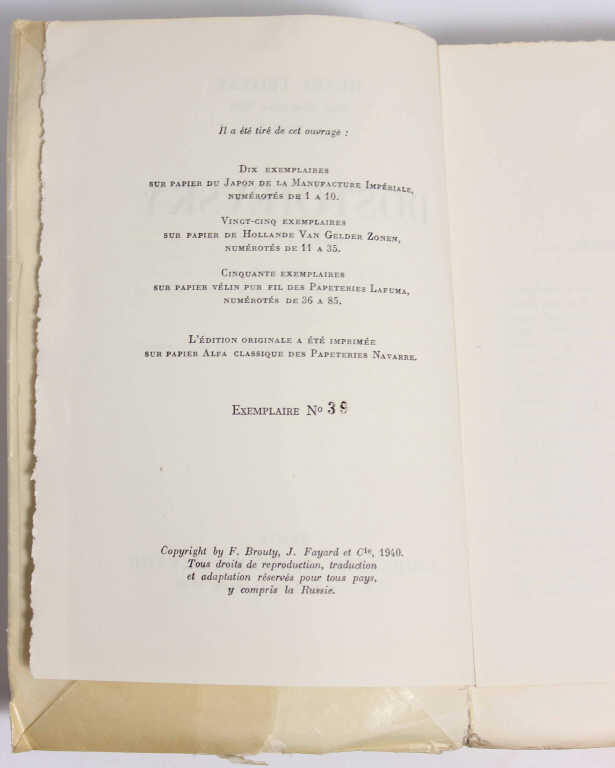 Il a été tiré de cet ouvrage :
Dix exemplaires
sur papier du Japon de la Manufacture Impériale,
numérotés de 1 a 10.
Vingt-cinq exemplaires
sur papier de Hollande Van Gelder Zonen,
numérotés de 11 a 35.
Cinquante exemplaires
sur papier vélin pur fil des Papeteries Lafuma,
numérotés de 36 a 85.
L'édition originale a été imprimée
sur papier Alfa classique des Papeteries Navarre.
Exemplaire No 39
Copyright by F. Brouty, J. Fayard et Cie, 1940.
Tous droits de reproduction, traduction
et adaptation réservés pour tous pays,
y compris la Russie.